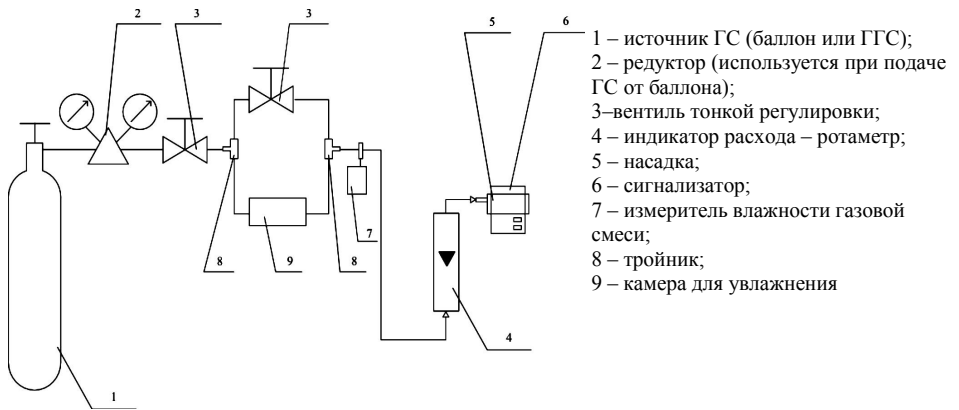 2
3
3
5
6
8
9
8
7
4
1
1 – источник ГС (баллон или ГГС);
2 – редуктор (используется при подаче
ГС от баллона);
3–вентиль тонкой регулировки;
4 – индикатор расхода – ротаметр;
5 – насадка;
6 – сигнализатор;
7 – измеритель влажности газовой
смеси;
8 – тройник;
9 – камера для увлажнения